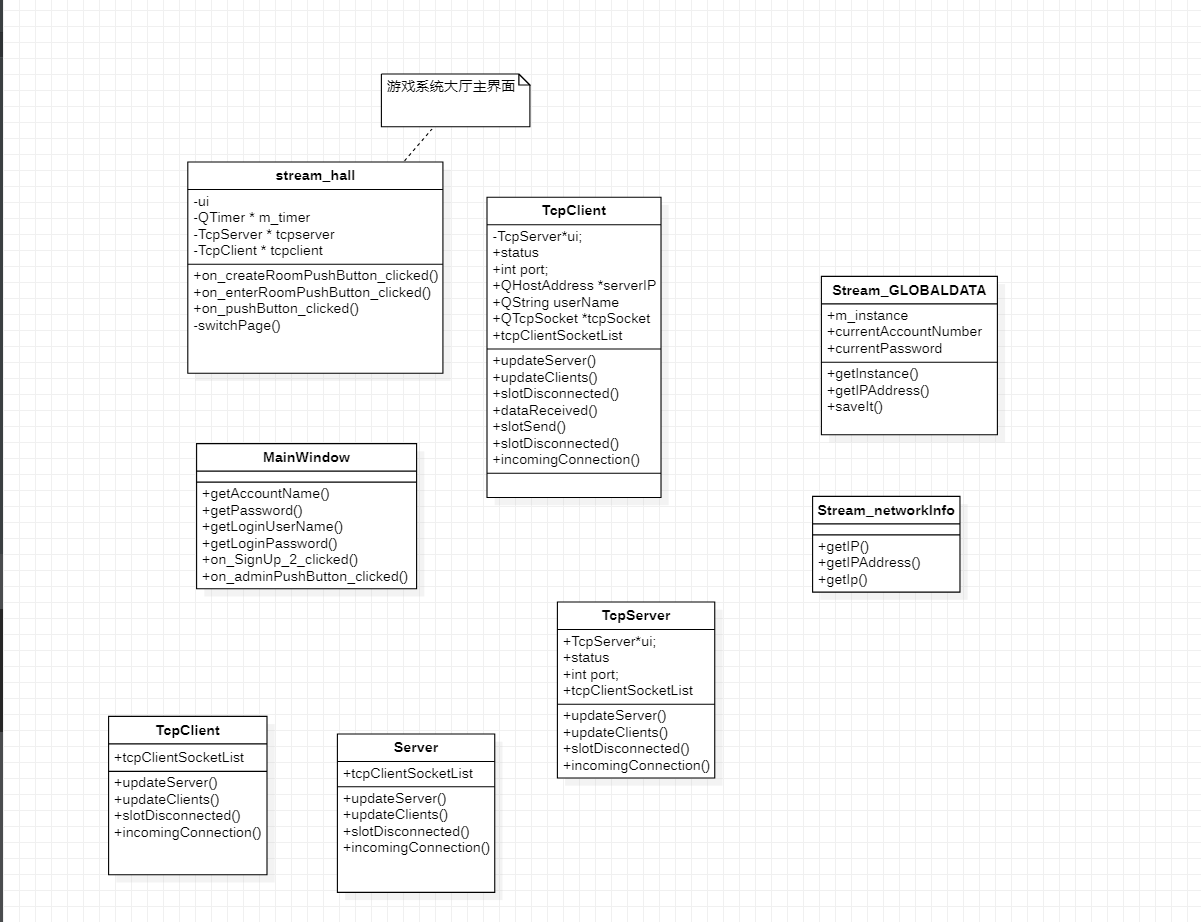 游戏系统大厅主界面
stream_hall
-ui
-QTimer * m_timer
-TcpServer * tcpserver
-TcpClient * tcpclient
+on_createRoomPushButton_clicked()
+on_enterRoomPushButton_clicked()
+on_pushButton_clicked()
-switchPage()
TcpClient
-TcpServer*ui;
+status
+int port;
+QHostAddress *serverIP
+QString userName
+QTcpSocket *tcpSocket
+tcpClientSocketList
+updateServer()
+updateClients()
+slotDisconnected()
+dataReceived()
+slotSend()
+slotDisconnected()
+incomingConnection()
Stream_GLOBALDATA
+m_instance
+currentAccountNumber
+currentPassword
+getInstance()
+getIPAddress()
+saveIt()
MainWindow
+getAccountName()
+getPassword()
+getLoginUserName()
+getLoginPassword()
+on_SignUp_2_clicked()
+on_adminPushButton_clicked()
Stream_networkInfo
+getIP()
+getIPAddress()
+getIp()
TcpServer
+TcpServer*ui;
+status
+int port;
+tcpClientSocketList
+updateServer()
+updateClients()
+slotDisconnected()
+incomingConnection()
TcpClient
+tcpClientSocketList
+updateServer()
+updateClients()
+slotDisconnected()
+incomingConnection()
Server
+tcpClientSocketList
+updateServer()
+updateClients()
+slotDisconnected()
+incomingConnection()